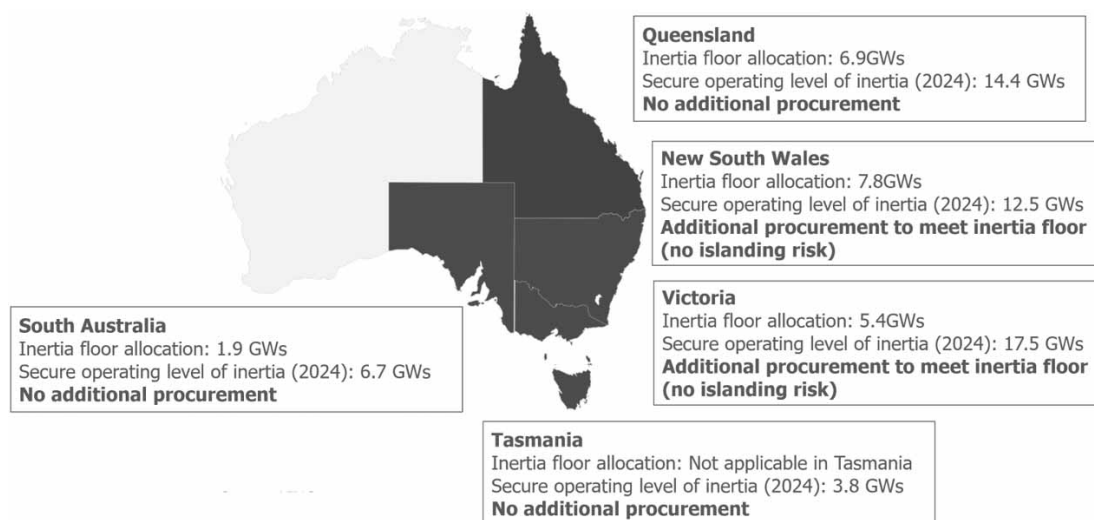 Queensland
Inertia floor allocation: 6.9GWs
Secure operating level of inertia (2024): 14.4 GWs
No additional procurement
New South Wales
Inertia floor allocation: 7.8GWs
Secure operating level of inertia (2024): 12.5 GWs
Additional procurement to meet inertia floor
(no islanding risk)
Victoria
Inertia floor allocation: 5.4GWs
Secure operating level of inertia (2024): 17.5 GWs
Additional procurement to meet inertia floor
(no islanding risk)
South Australia
Inertia floor allocation: 1.9 GWs
Secure operating level of inertia (2024): 6.7 GWs
No additional procurement
Tasmania
Inertia floor allocation: Not applicable in Tasmania
Secure operating level of inertia (2024): 3.8 GWs
No additional procurement